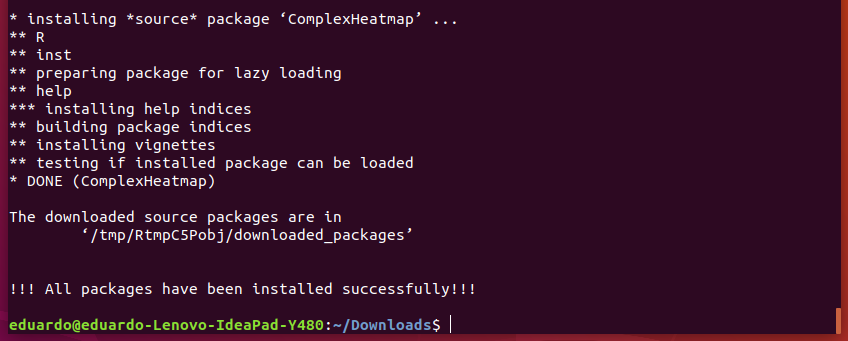 * installing *source* package ‘ComplexHeatmap’ ...
** R
** inst
** preparing package for lazy loading
** help
*** installing help indices
** building package indices
** installing vignettes
** testing if installed package can be loaded
* DONE (ComplexHeatmap)
The downloaded source packages are in
‘/tmp/RtmpC5Pobj/downloaded_packages’
!!! All packages have been installed successfully!!!
eduardo@eduardo-Lenovo-IdeaPad-Y480:~/Downloads$